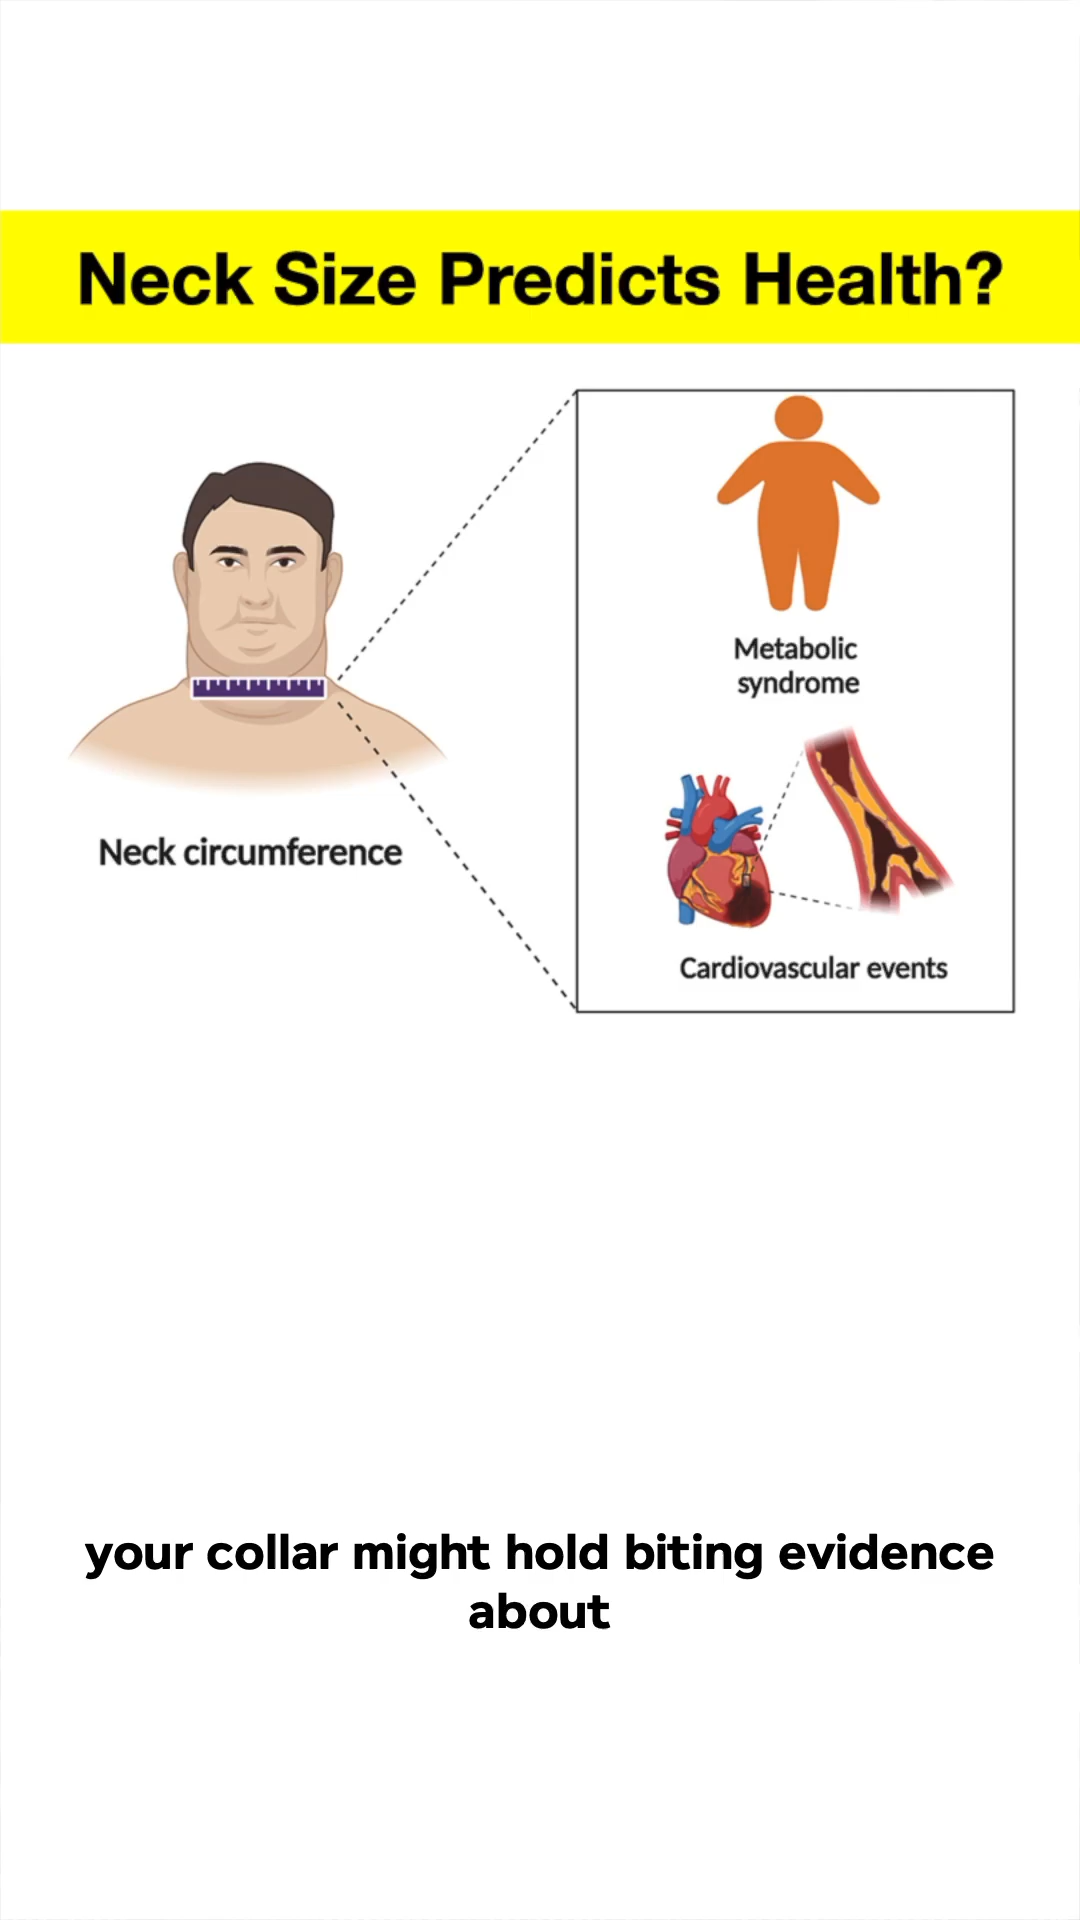 Neck Size Predicts Health?
Neck circumference
Metabolic
syndrome
Cardiovascular events
your collar might hold biting evidence
about